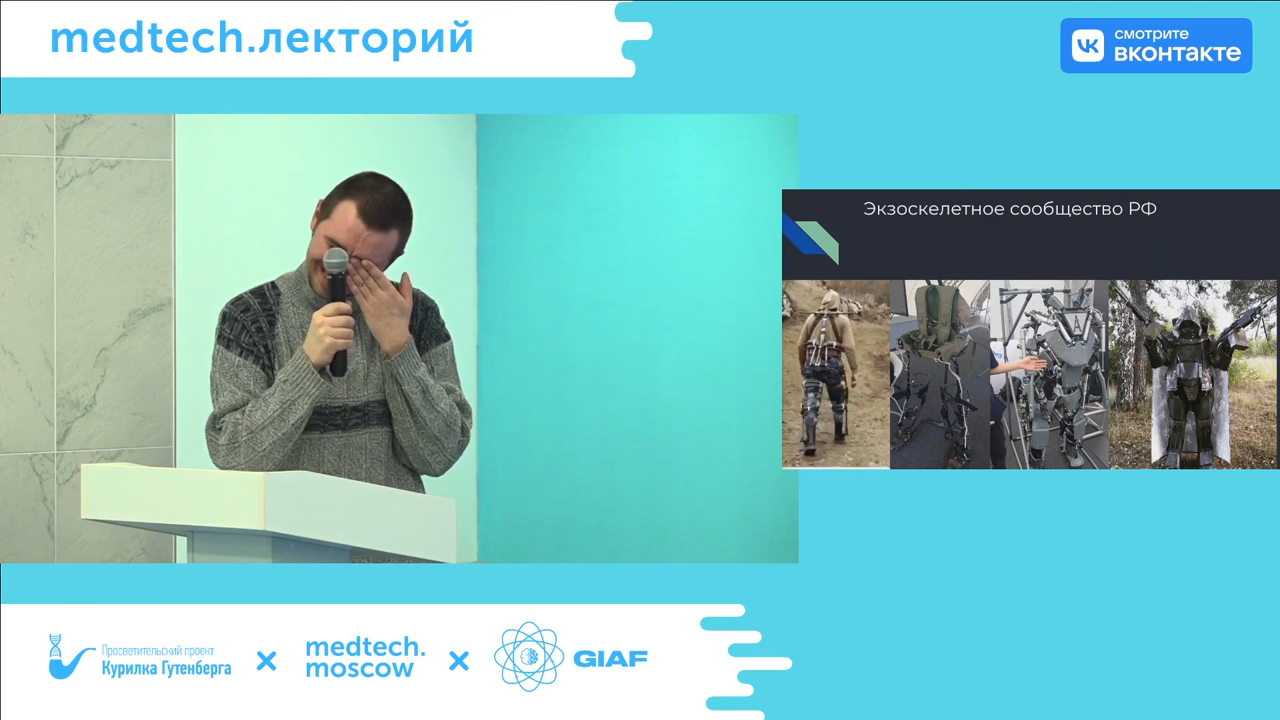 medtech.лекторий
смотрите
вконтакте
Экзоскелетное сообщество РФ
Просветительский проект
Курилка Гутенберга
medtech.
moscow
GIAF